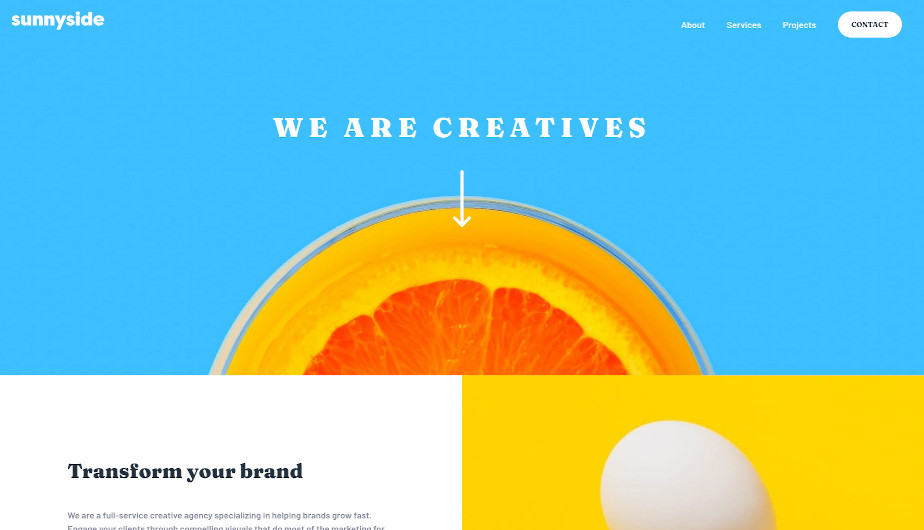 sunnyside
About
Services
Projects
CONTACT
WE ARE CREATIVES
Transform your brand
We are a full-service creative agency specializing in helping brands grow fast.
Engage your clients through compelling visuals that do most of the marketing for